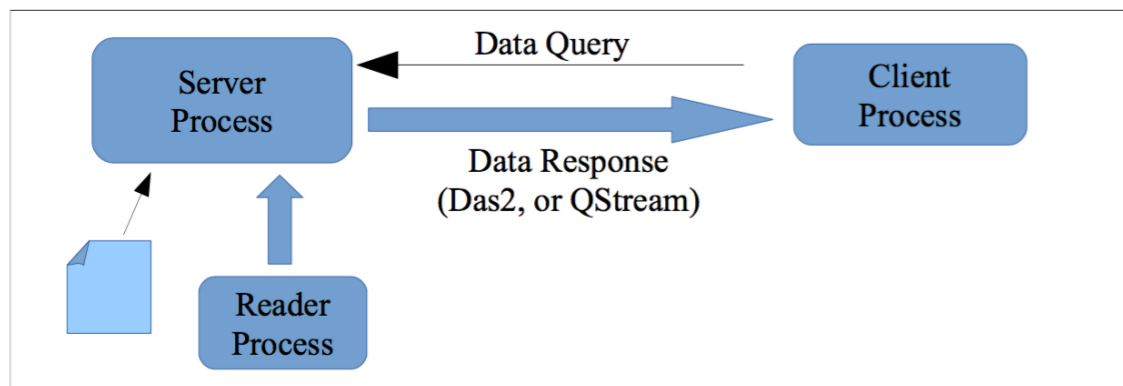 Data Query
Server
Process
Client
Process
Data Response
(Das2, or QStream)
Reader
Process